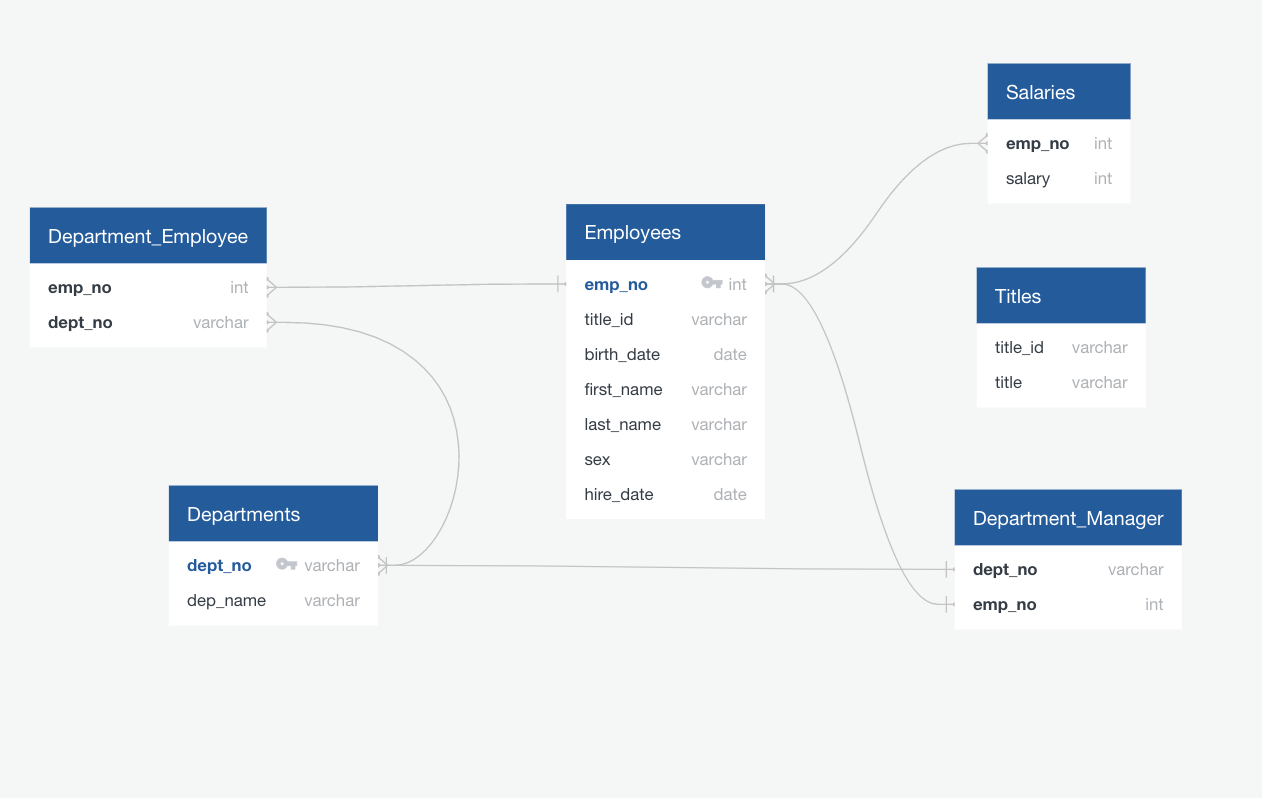 Salaries
emp_no int
salary int
Department_Employee
emp_no int
dept_no varchar
Employees
emp_no int
title_id varchar
birth_date date
first_name varchar
last_name varchar
sex varchar
hire_date date
Titles
title_id varchar
title varchar
Departments
dept_no varchar
dep_name varchar
Department_Manager
dept_no varchar
emp_no int